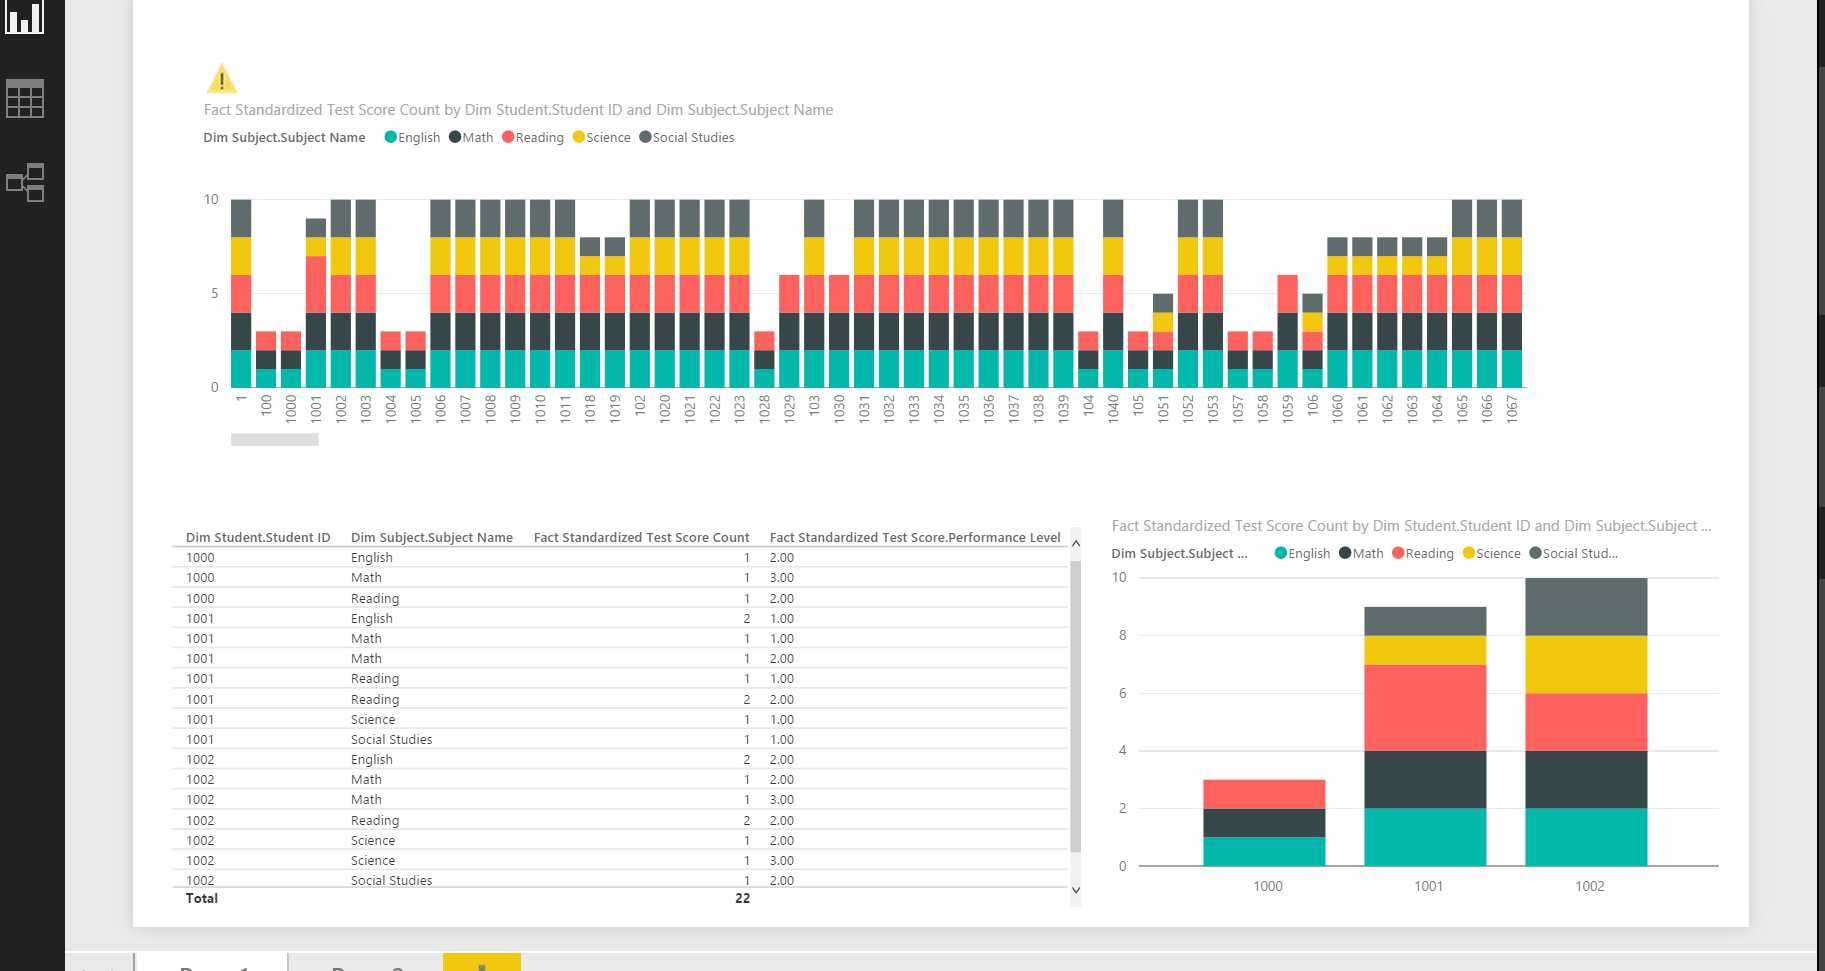 Fact Standardized Test Score Count by Dim Student.Student ID and Dim Subject.Subject Name
Dim Subject.Subject Name English Math Reading Science Social Studies
10
5
0
1 100 1000 1001 1002 1003 1004 1005 1006 1007 1008 1009 1010 1011 1018 1019 102 1020 1021 1022 1023 1028 1029 103 1030 1031 1032 1033 1034 1035 1036 1037 1038 1039 104 1040 105 1051 1052 1053 1057 1058 1059 106 1060 1061 1062 1063 1064 1065 1066 1067
Dim Student.Student ID Dim Subject.Subject Name Fact Standardized Test Score Count Fact Standardized Test Score.Performance Level
1000 English 1 2.00
1000 Math 1 3.00
1000 Reading 1 2.00
1001 English 2 1.00
1001 Math 1 1.00
1001 Math 1 2.00
1001 Reading 1 1.00
1001 Reading 2 2.00
1001 Science 1 1.00
1001 Social Studies 1 1.00
1002 English 2 2.00
1002 Math 1 2.00
1002 Math 1 3.00
1002 Reading 2 2.00
1002 Science 1 2.00
1002 Science 1 3.00
1002 Social Studies 1 2.00
Total 22
Fact Standardized Test Score Count by Dim Student.Student ID and Dim Subject.Subject ...
Dim Subject.Subject ... English Math Reading Science Social Stud...
10
8
6
4
2
0
1000 1001 1002